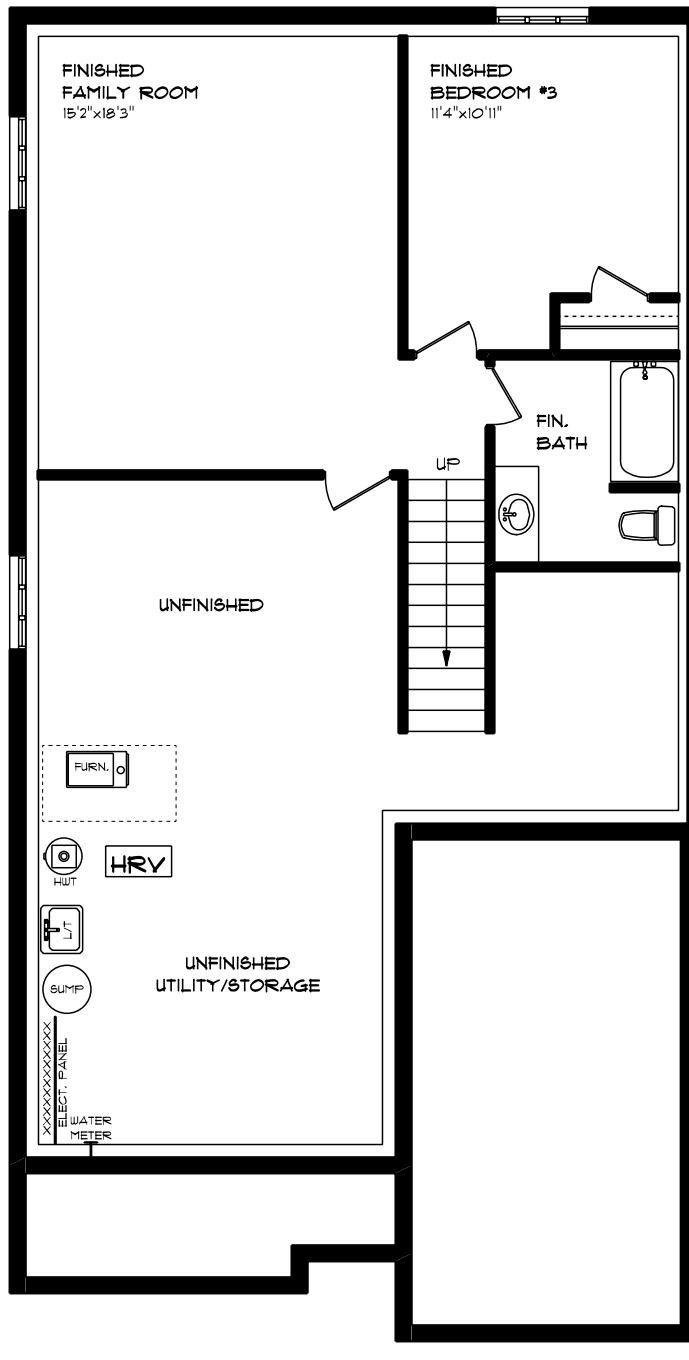 FINISHED
FAMILY ROOM
15'2"x18'3"
FINISHED
BEDROOM #3
11'4"x10'11"
FIN.
BATH
UP
UNFINISHED
FURN.
HRV
HWT
L/T
UNFINISHED
UTILITY/STORAGE
SUMP
XXXXXXXXXXXXX
ELECT. PANEL
WATER
METER